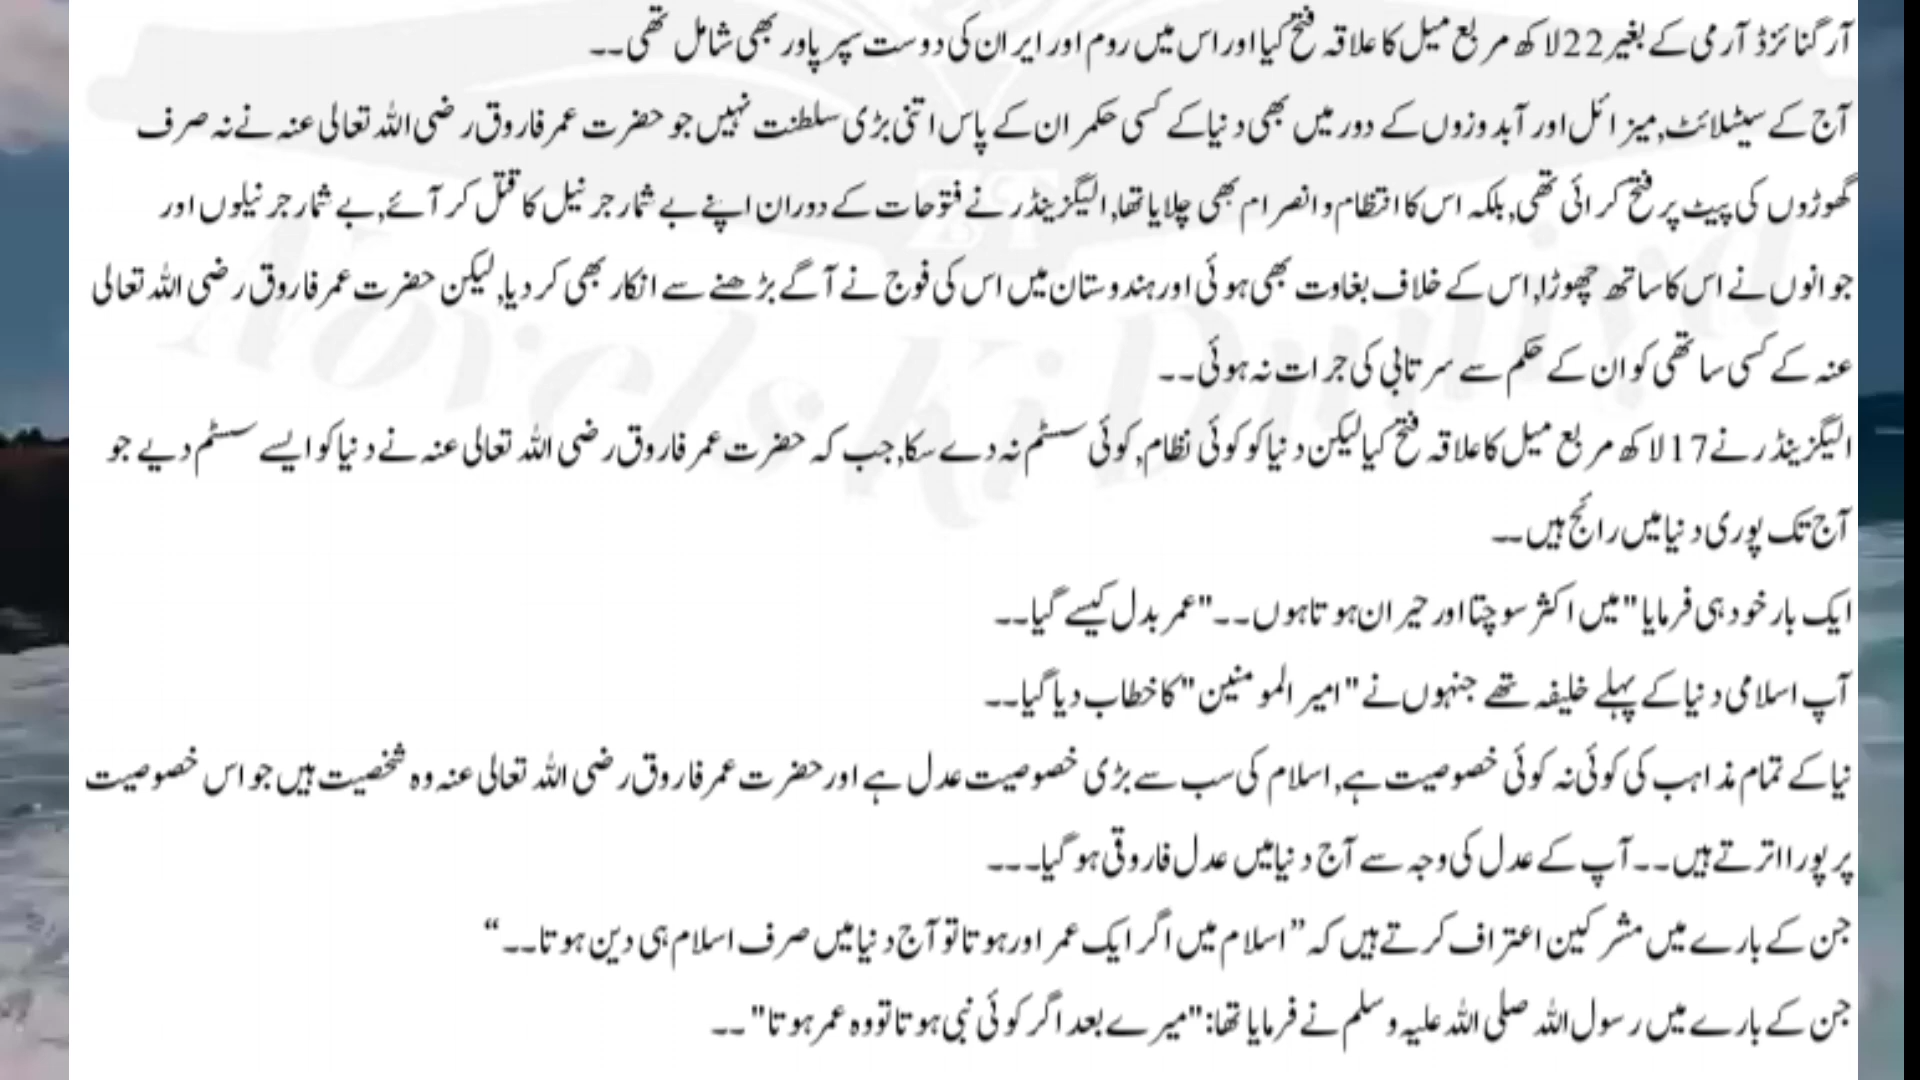 آرگنائزڈ آرمی کے بغیر 22 لاکھ مربع میل کا علاقہ فتح کیا اور اس میں روم اور ایران کی دوست سپر پاور بھی شامل تھی۔۔
آج کے سیٹلائٹ, میزائل اور آبدوزوں کے دور میں بھی دنیا کے کسی حکمران کے پاس اتنی بڑی سلطنت نہیں جو حضرت عمر فاروق رضی اللہ تعالی عنہ نے نہ صرف
گھوڑوں کی پیٹ پر فتح کرائی تھی, بلکہ اس کا انتظام و انصرام بھی چلایا تھا, الیگزینڈر نے فتوحات کے دوران اپنے بے شمار جرنیل کا قتل کر آئے, بے شمار جرنیلوں اور
جوانوں نے اس کا ساتھ چھوڑا, اس کے خلاف بغاوت بھی ہوئی اور ہندوستان میں اس کی فوج نے آگے بڑھنے سے انکار بھی کر دیا, لیکن حضرت عمر فاروق رضی اللہ تعالی
عنہ کے کسی ساتھی کو ان کے حکم سے سرتابی کی جرات نہ ہوئی۔۔
الیگزینڈر نے 17 لاکھ مربع میل کا علاقہ فتح کیا لیکن دنیا کو کوئی نظام, کوئی سسٹم نہ دے سکا, جب کہ حضرت عمر فاروق رضی اللہ تعالی عنہ نے دنیا کو ایسے سسٹم دیے جو
آج تک پوری دنیا میں رائج ہیں۔۔
ایک بار خود ہی فرمایا "میں اکثر سوچتا اور حیران ہوتا ہوں۔۔"عمر بدل کیسے گیا۔۔
آپ اسلامی دنیا کے پہلے خلیفہ تھے جنہوں نے "امیر المومنین" کا خطاب دیا گیا۔۔
نیا کے تمام مذاہب کی کوئی نہ کوئی خصوصیت ہے, اسلام کی سب سے بڑی خصوصیت عدل ہے اور حضرت عمر فاروق رضی اللہ تعالی عنہ وہ شخصیت ہیں جو اس خصوصیت
پر پورا اترتے ہیں۔۔آپ کے عدل کی وجہ سے آج دنیا میں عدل فاروقی ہو گیا۔۔۔
جن کے بارے میں مشرکین اعتراف کرتے ہیں کہ ”اسلام میں اگر ایک عمر اور ہوتا تو آج دنیا میں صرف اسلام ہی دین ہوتا۔۔“
جن کے بارے میں رسول اللہ صلی اللہ علیہ وسلم نے فرمایا تھا: "میرے بعد اگر کوئی نبی ہوتا تو وہ عمر ہوتا"۔۔
Novels Ki Duniya